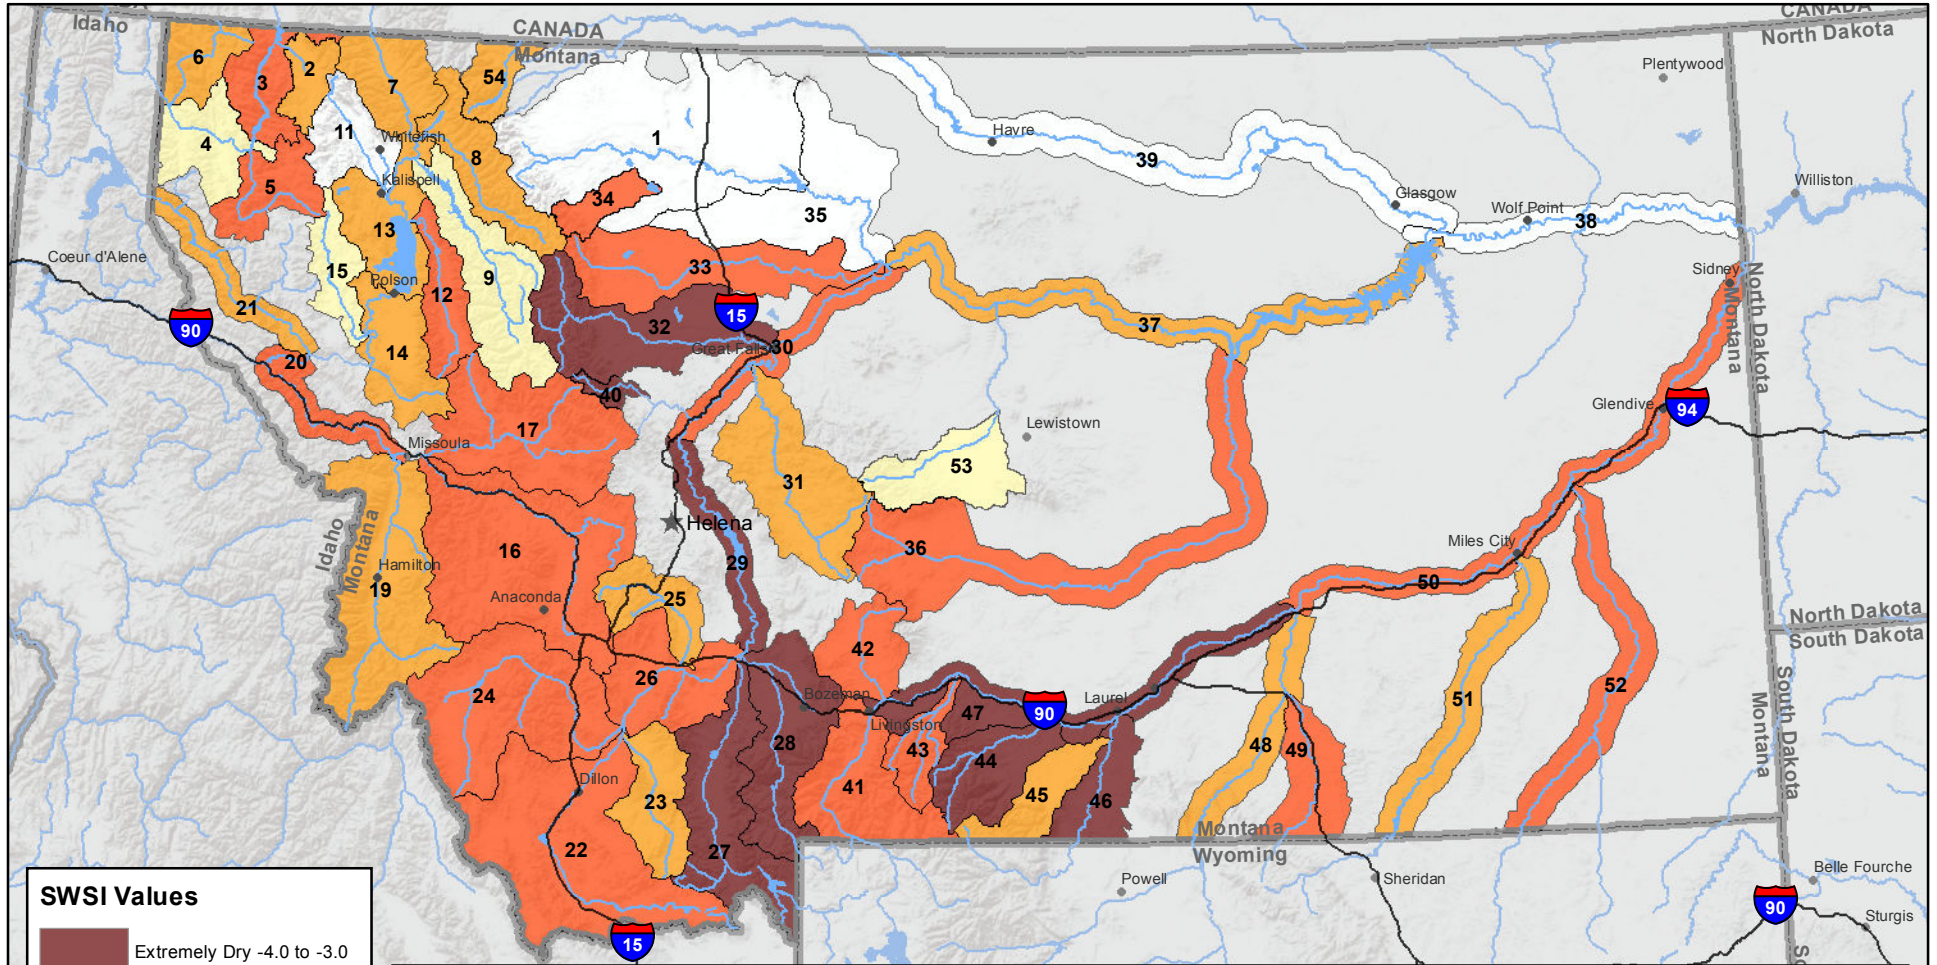 CANADA
Idaho
CANADA
Montana
CANADA
North Dakota
6
3
2
7
54
Plentywood
4
11
Whitefish
8
1
Havre
39
5
Kalispell
34
35
Glasgow
Wolf Point
38
Williston
13
15
9
33
Coeur d'Alene
Polson
12
21
32
15
Sidney
Montana
North Dakota
90
37
20
14
Great Falls
30
40
Glendive
94
Missoula
17
Lewistown
53
31
Helena
Idaho
Montana
16
36
Miles City
29
Hamilton
19
Anaconda
25
50
North Dakota
South Dakota
42
24
26
Bozeman
Livingston
47
90
Laurel
51
52
Montana
South Dakota
28
43
44
48
49
Dillon
23
41
45
46
22
27
Montana
Wyoming
Powell
Sheridan
Belle Fourche
90
Sturgis
15
SWSI Values
Extremely Dry -4.0 to -3.0